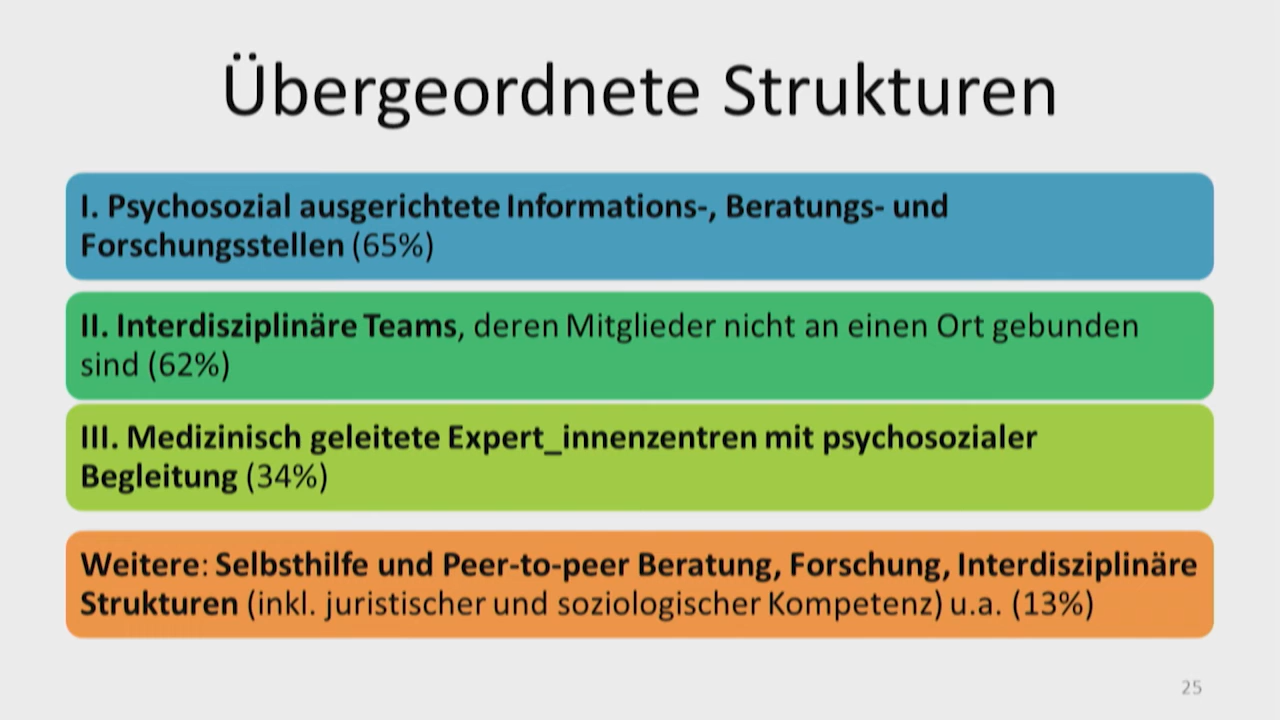 Übergeordnete Strukturen
I. Psychosozial ausgerichtete Informations-, Beratungs- und
Forschungsstellen (65%)
II. Interdisziplinäre Teams, deren Mitglieder nicht an einen Ort gebunden
sind (62%)
III. Medizinisch geleitete Expert_innenzentren mit psychosozialer
Begleitung (34%)
Weitere: Selbsthilfe und Peer-to-peer Beratung, Forschung, Interdisziplinäre
Strukturen (inkl. juristischer und soziologischer Kompetenz) u.a. (13%)
25